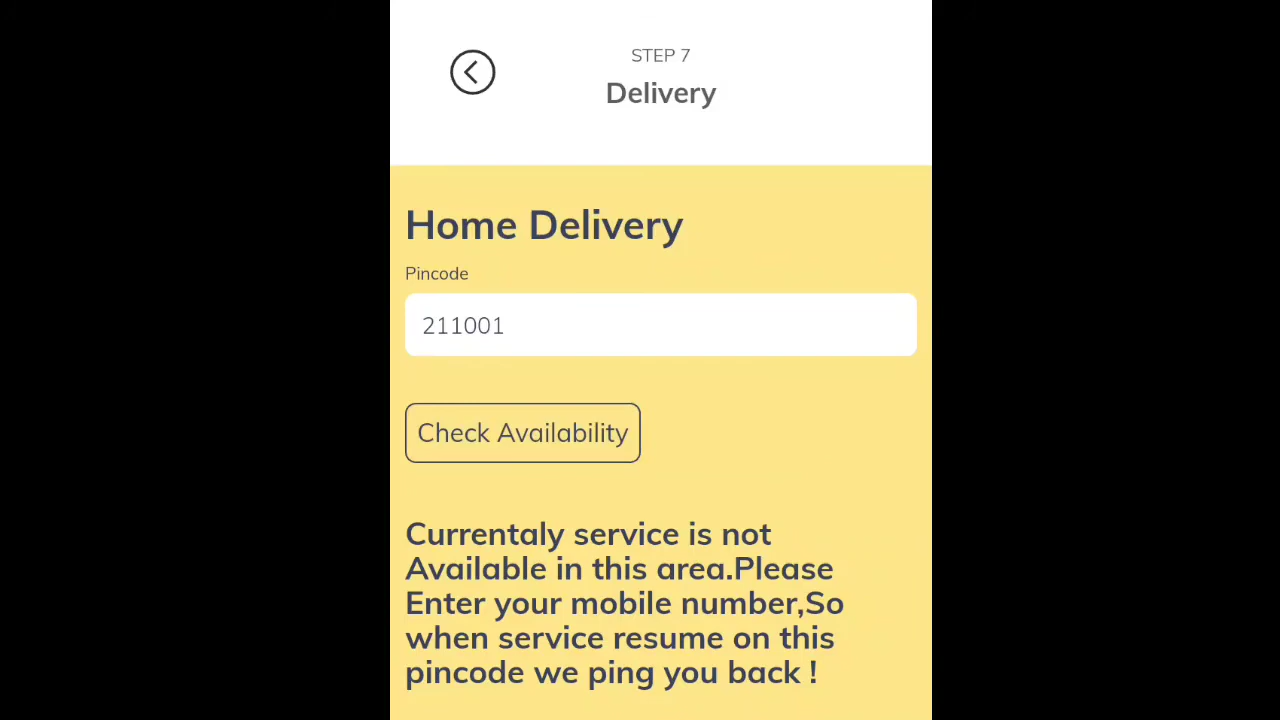 STEP 7
Delivery
Home Delivery
Pincode
211001
Check Availability
Currentaly service is not
Available in this area.Please
Enter your mobile number,So
when service resume on this
pincode we ping you back !